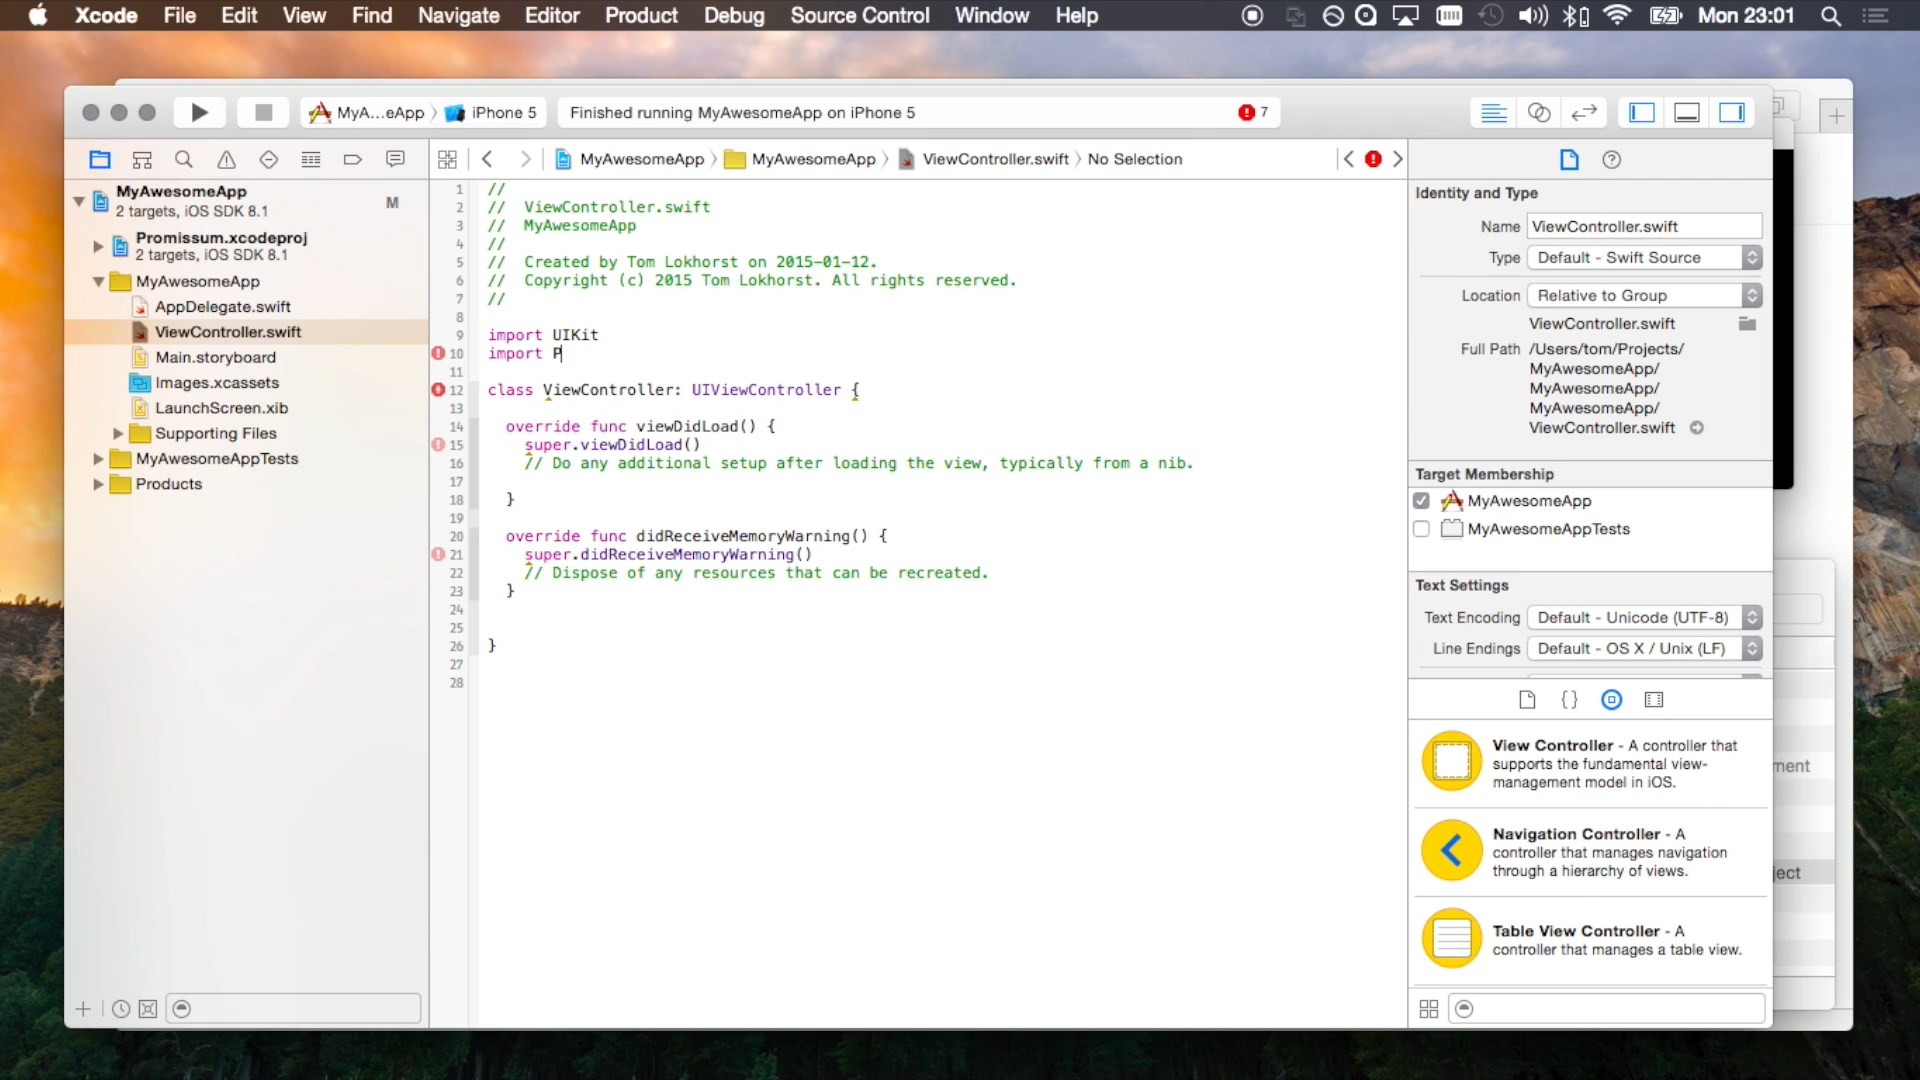 Xcode File Edit View Find Navigate Editor Product Debug Source Control Window Help Mon 23:01
MyA...eApp iPhone 5 Finished running MyAwesomeApp on iPhone 5 7
MyAwesomeApp MyAwesomeApp ViewController.swift No Selection
MyAwesomeApp M
2 targets, iOS SDK 8.1
Promissum.xcodeproj
2 targets, iOS SDK 8.1
MyAwesomeApp
AppDelegate.swift
ViewController.swift
Main.storyboard
Images.xcassets
LaunchScreen.xib
Supporting Files
MyAwesomeAppTests
Products
1 //
2 // ViewController.swift
3 // MyAwesomeApp
4 //
5 // Created by Tom Lokhorst on 2015-01-12.
6 // Copyright (c) 2015 Tom Lokhorst. All rights reserved.
7 //
8
9 import UIKit
10 import P
11
12 class ViewController: UIViewController {
13
14 override func viewDidLoad() {
15 super.viewDidLoad()
16 // Do any additional setup after loading the view, typically from a nib.
17
18 }
19
20 override func didReceiveMemoryWarning() {
21 super.didReceiveMemoryWarning()
22 // Dispose of any resources that can be recreated.
23 }
24
25
26 }
27
28
Identity and Type
Name ViewController.swift
Type Default - Swift Source
Location Relative to Group
ViewController.swift
Full Path /Users/tom/Projects/
MyAwesomeApp/
MyAwesomeApp/
MyAwesomeApp/
ViewController.swift
Target Membership
MyAwesomeApp
MyAwesomeAppTests
Text Settings
Text Encoding Default - Unicode (UTF-8)
Line Endings Default - OS X / Unix (LF)
{}
View Controller - A controller that
supports the fundamental view-
management model in iOS.
Navigation Controller - A
controller that manages navigation
through a hierarchy of views.
Table View Controller - A
controller that manages a table view.
ment
ject